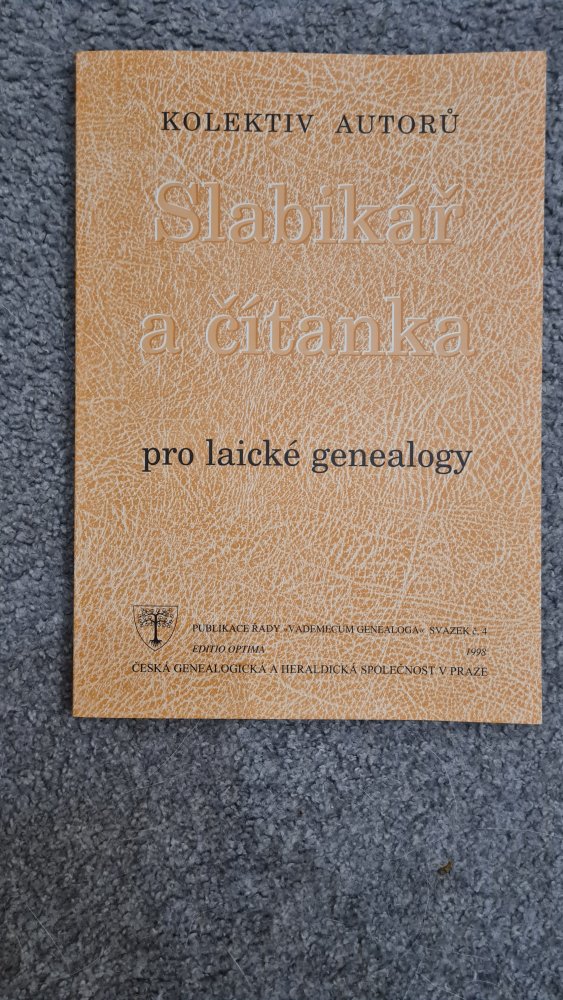 KOLEKTIV AUTORŮ
Slabikář
a čítanka
pro laické genealogy
PUBLIKACE ŘADY »VADEMECUM GENEALOGA« SVAZEK č. 4
EDITIO OPTIMA 1998
ČESKÁ GENEALOGICKÁ A HERALDICKÁ SPOLEČNOST V PRAZE